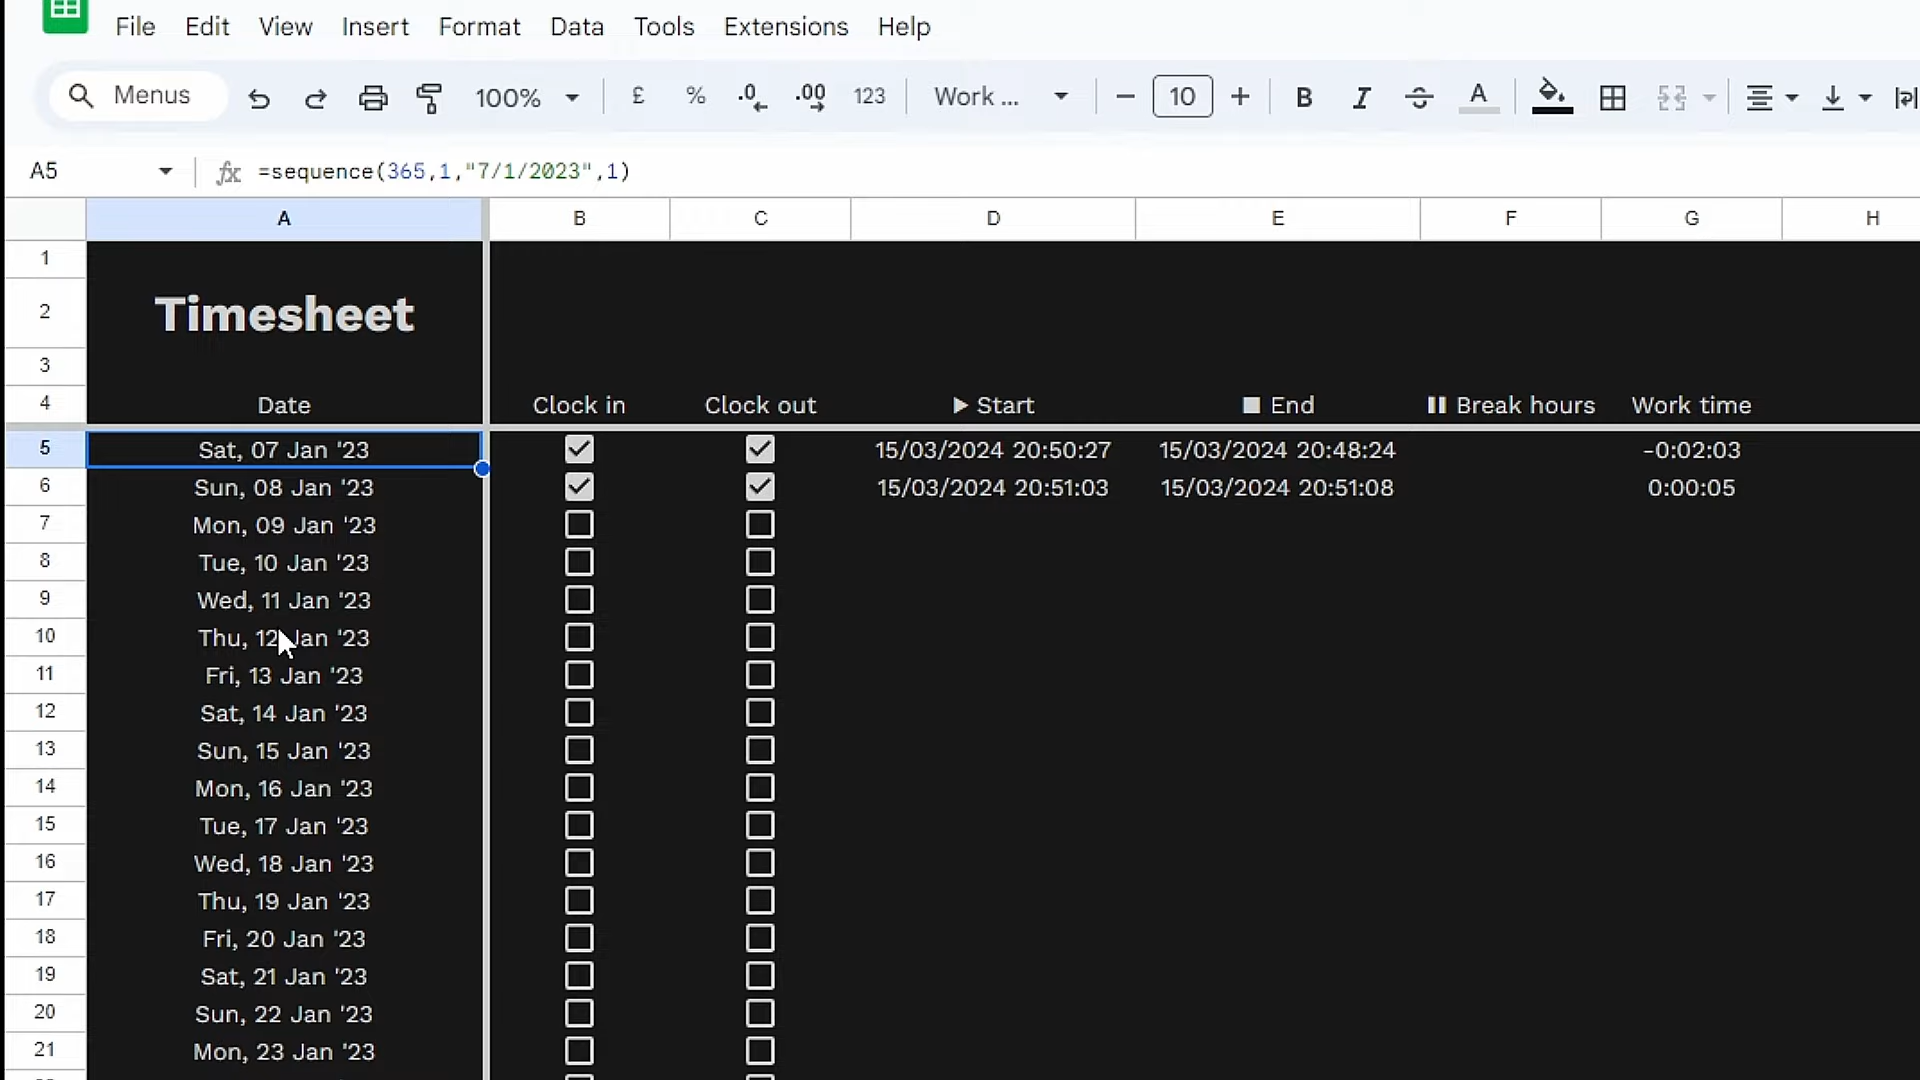 File Edit View Insert Format Data Tools Extensions Help
Menus 100% £ % .0 .00 123 Work ... 10 B I A
A5 fx =sequence(365,1,"7/1/2023",1)
A B C D E F G H
1
2 Timesheet
3
4 Date Clock in Clock out Start End Break hours Work time
5 Sat, 07 Jan '23 15/03/2024 20:50:27 15/03/2024 20:48:24 -0:02:03
6 Sun, 08 Jan '23 15/03/2024 20:51:03 15/03/2024 20:51:08 0:00:05
7 Mon, 09 Jan '23
8 Tue, 10 Jan '23
9 Wed, 11 Jan '23
10 Thu, 12 Jan '23
11 Fri, 13 Jan '23
12 Sat, 14 Jan '23
13 Sun, 15 Jan '23
14 Mon, 16 Jan '23
15 Tue, 17 Jan '23
16 Wed, 18 Jan '23
17 Thu, 19 Jan '23
18 Fri, 20 Jan '23
19 Sat, 21 Jan '23
20 Sun, 22 Jan '23
21 Mon, 23 Jan '23